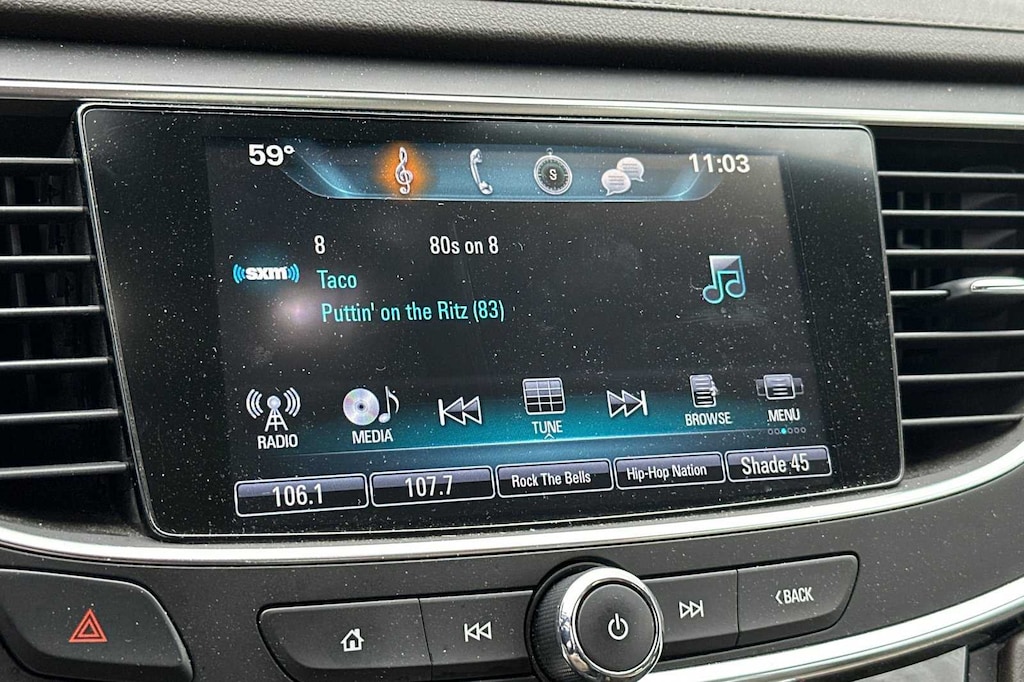 59°
S
11:03
8 80s on 8
sxm
Taco
Puttin' on the Ritz (83)
RADIO
MEDIA
TUNE
BROWSE
MENU
106.1
107.7
Rock The Bells
Hip-Hop Nation
Shade 45
BACK